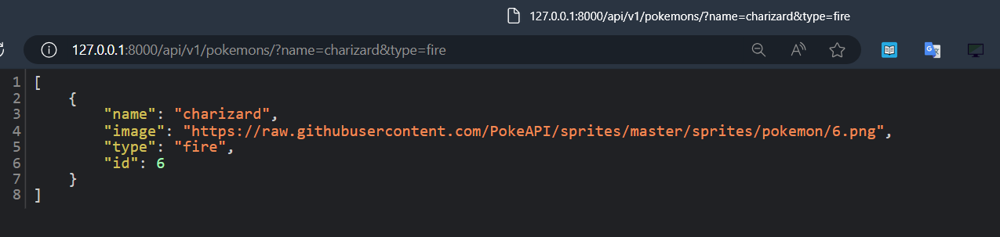 127.0.0.1:8000/api/v1/pokemons/?name=charizard&type=fire
127.0.0.1:8000/api/v1/pokemons/?name=charizard&type=fire
1 [
2 {
3 "name": "charizard",
4 "image": "https://raw.githubusercontent.com/PokeAPI/sprites/master/sprites/pokemon/6.png",
5 "type": "fire",
6 "id": 6
7 }
8 ]